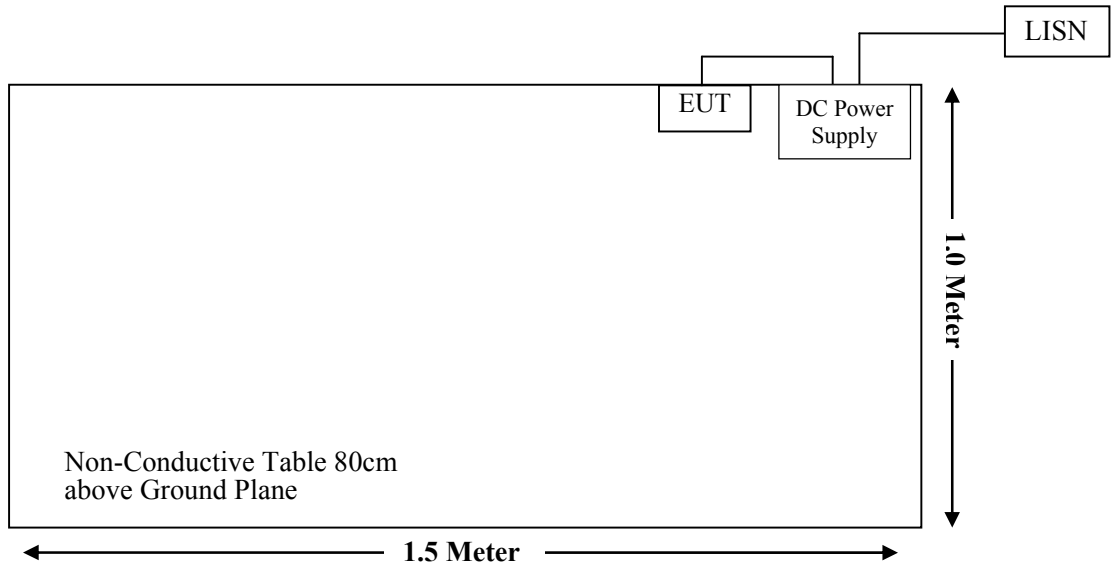 LISN
EUT
DC Power
Supply
1.0 Meter
Non-Conductive Table 80cm
above Ground Plane
1.5 Meter